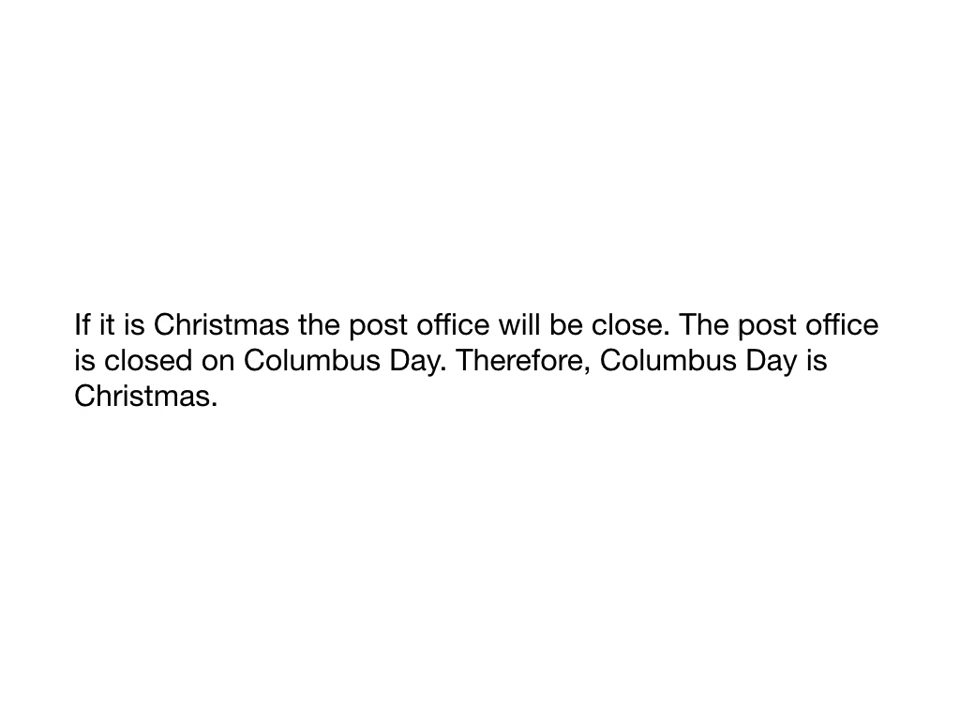 If it is Christmas the post office will be close. The post office
is closed on Columbus Day. Therefore, Columbus Day is
Christmas.